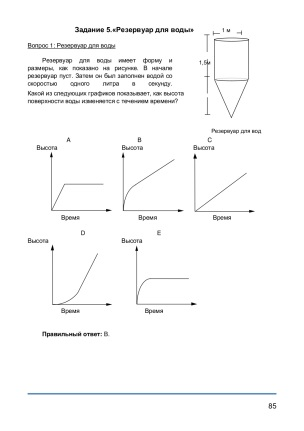 Задание 5.«Резервуар для воды»
1 м
Вопрос 1: Резервуар для воды
1,5м
Резервуар для воды имеет форму и
размеры, как показано на рисунке. В начале
резервуар пуст. Затем он был заполнен водой со
скоростью одного литра в секунду.
Какой из следующих графиков показывает, как высота
поверхности воды изменяется с течением времени?
Резервуар для вод
A B C
Высота Высота Высота
Время Время Время
D E
Высота Высота
Время Время
Правильный ответ: B.
85